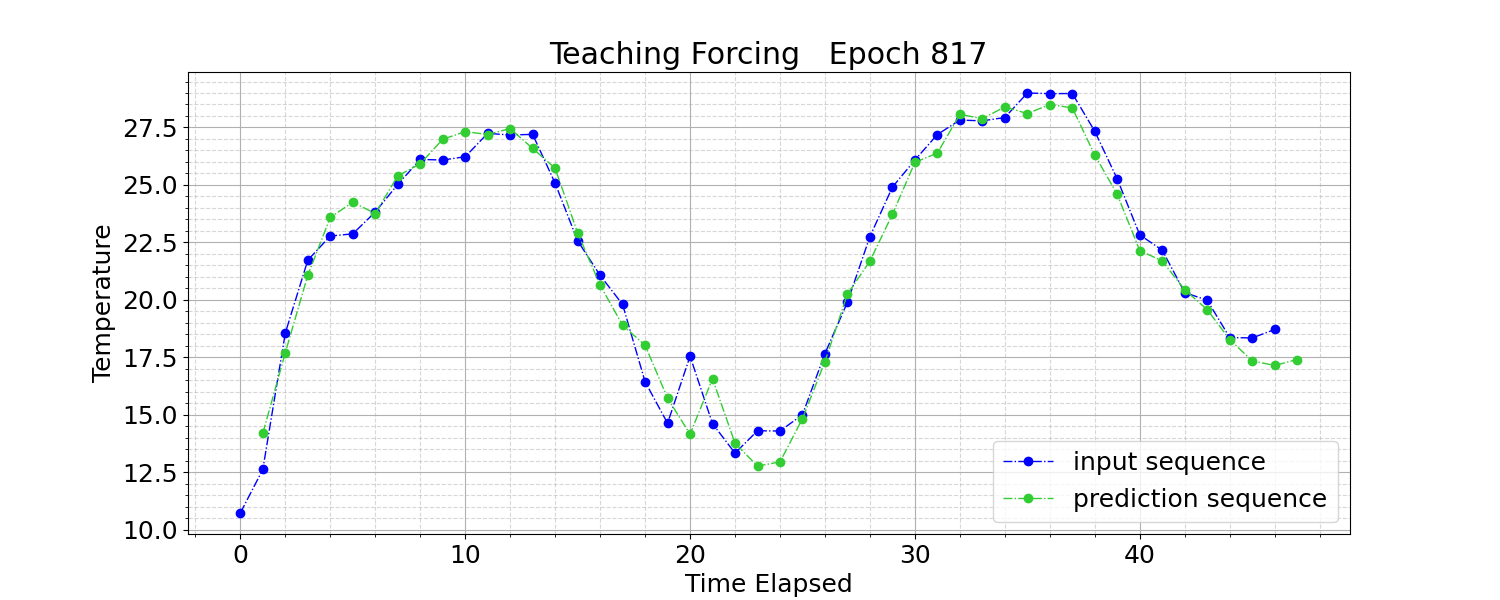 Teaching Forcing   Epoch 817
27.5
25.0
22.5
20.0
17.5
15.0
12.5
10.0
Temperature
input sequence
prediction sequence
0 10 20 30 40
Time Elapsed